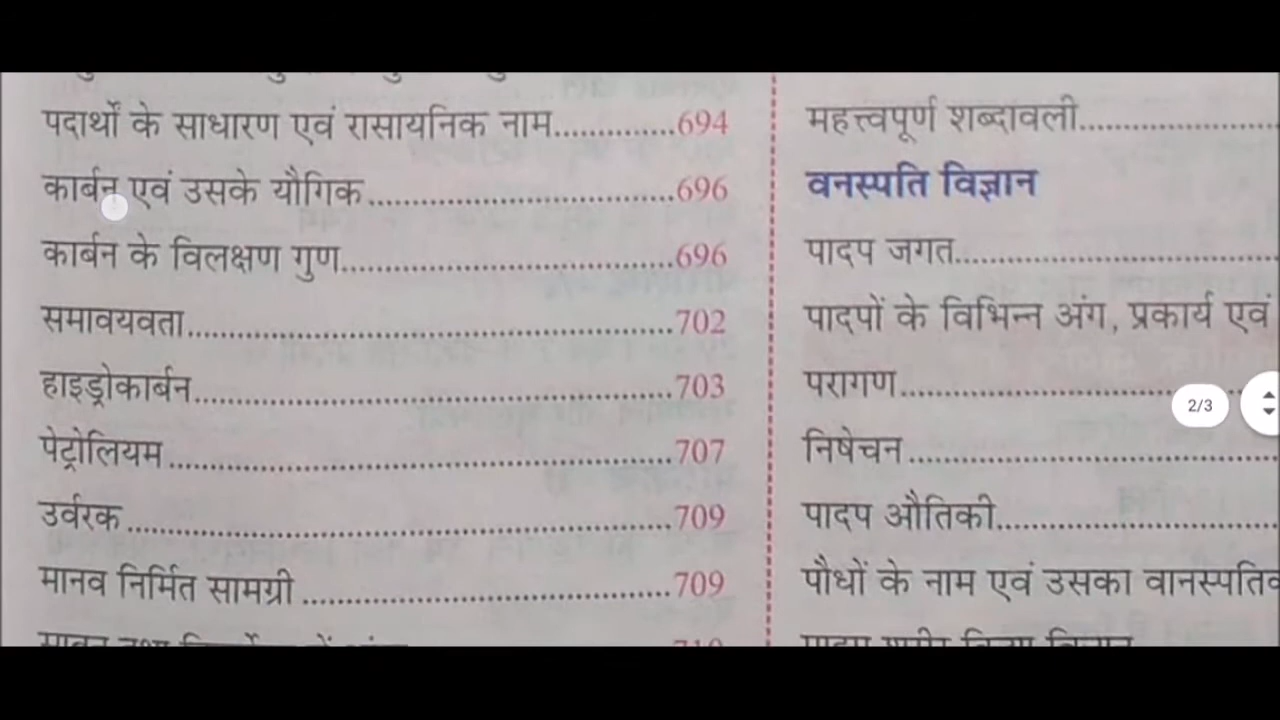 पदार्थों के साधारण एवं रासायनिक नाम.............694
कार्बन एवं उसके यौगिक...................................696
कार्बन के विलक्षण गुण......................................696
समावयवता.......................................................702
हाइड्रोकार्बन......................................................703
पेट्रोलियम.........................................................707
उर्वरक..............................................................709
मानव निर्मित सामग्री..........................................709
महत्त्वपूर्ण शब्दावली.........................
वनस्पति विज्ञान
पादप जगत.......................................
पादपों के विभिन्न अंग, प्रकार्य एवं
परागण..............................................
निषेचन.............................................
पादप औतिकी...................................
पौधों के नाम एवं उसका वानस्पतिक
2/3